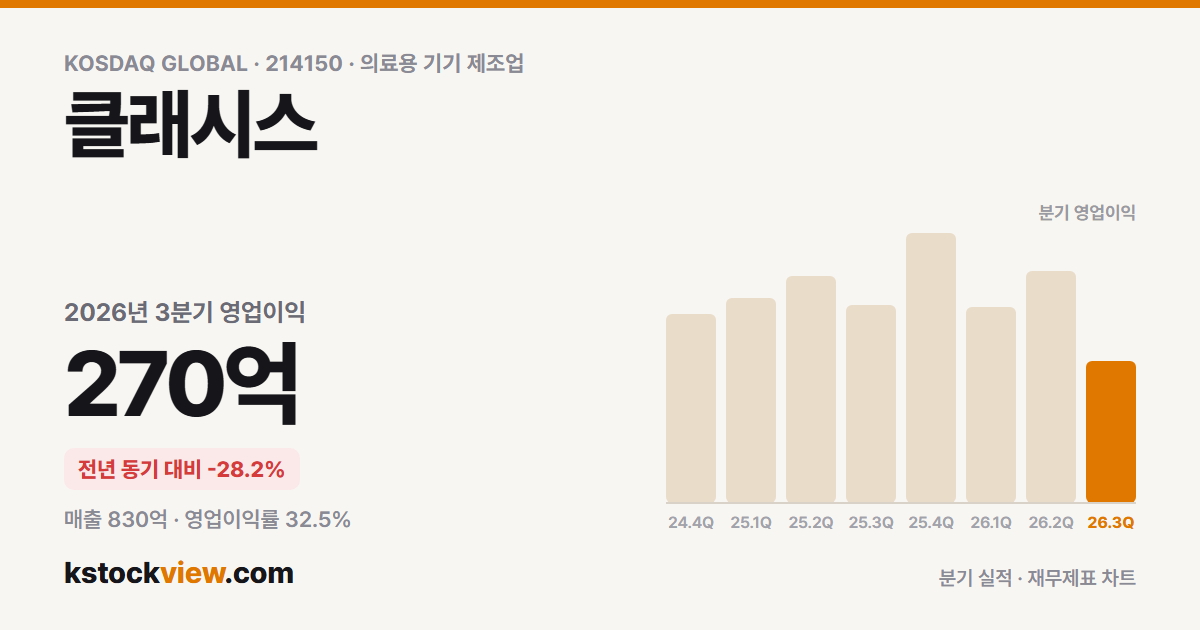 KOSDAQ GLOBAL · 214150 · 의료용 기기 제조업
클래시스
분기 영업이익
2026년 3분기 영업이익
270억
전년 동기 대비 -28.2%
매출 830억 · 영업이익률 32.5%
24.4Q 25.1Q 25.2Q 25.3Q 25.4Q 26.1Q 26.2Q 26.3Q
kstockview.com
분기 실적 · 재무제표 차트